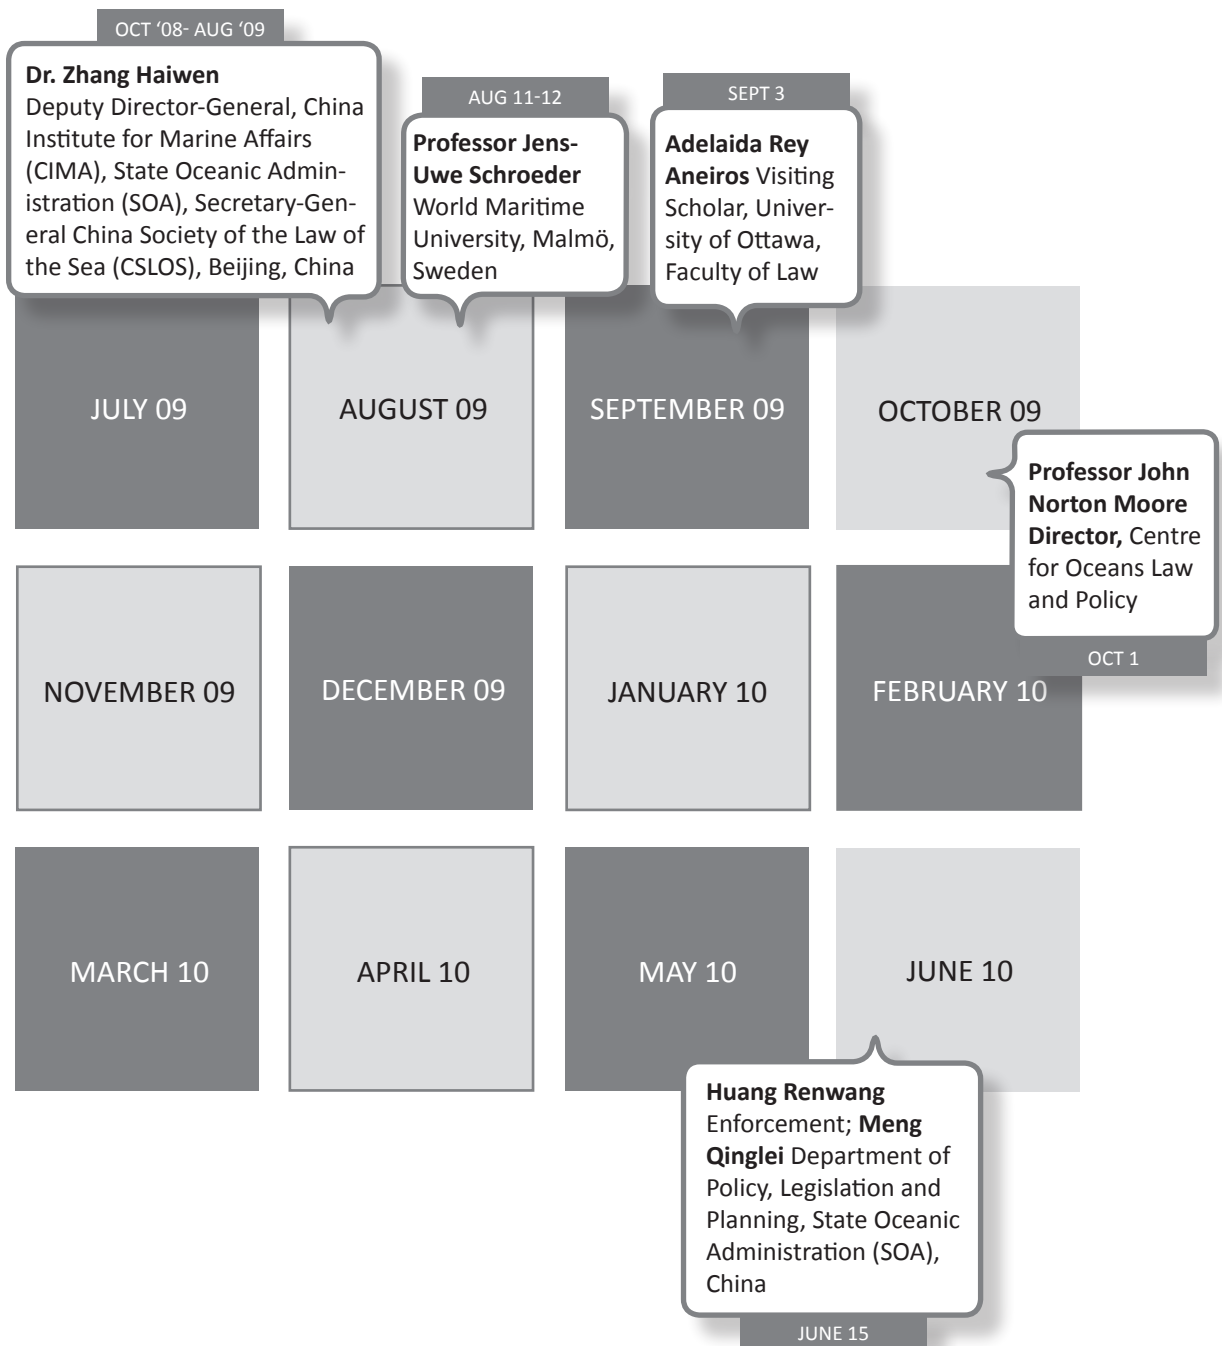 OCT ‘08- AUG ‘09
Dr. Zhang Haiwen
Deputy Director-General, China
Institute for Marine Affairs
(CIMA), State Oceanic Admin-
istration (SOA), Secretary-Gen-
eral China Society of the Law of
the Sea (CSLOS), Beijing, China
AUG 11-12
Professor Jens-
Uwe Schroeder
World Maritime
University, Malmö,
Sweden
SEPT 3
Adelaida Rey
Aneiros Visiting
Scholar, Univer-
sity of Ottawa,
Faculty of Law
JULY 09
AUGUST 09
SEPTEMBER 09
OCTOBER 09
Professor John
Norton Moore
Director, Centre
for Oceans Law
and Policy
OCT 1
NOVEMBER 09
DECEMBER 09
JANUARY 10
FEBRUARY 10
MARCH 10
APRIL 10
MAY 10
JUNE 10
Huang Renwang
Enforcement; Meng
Qinglei Department of
Policy, Legislation and
Planning, State Oceanic
Administration (SOA),
China
JUNE 15